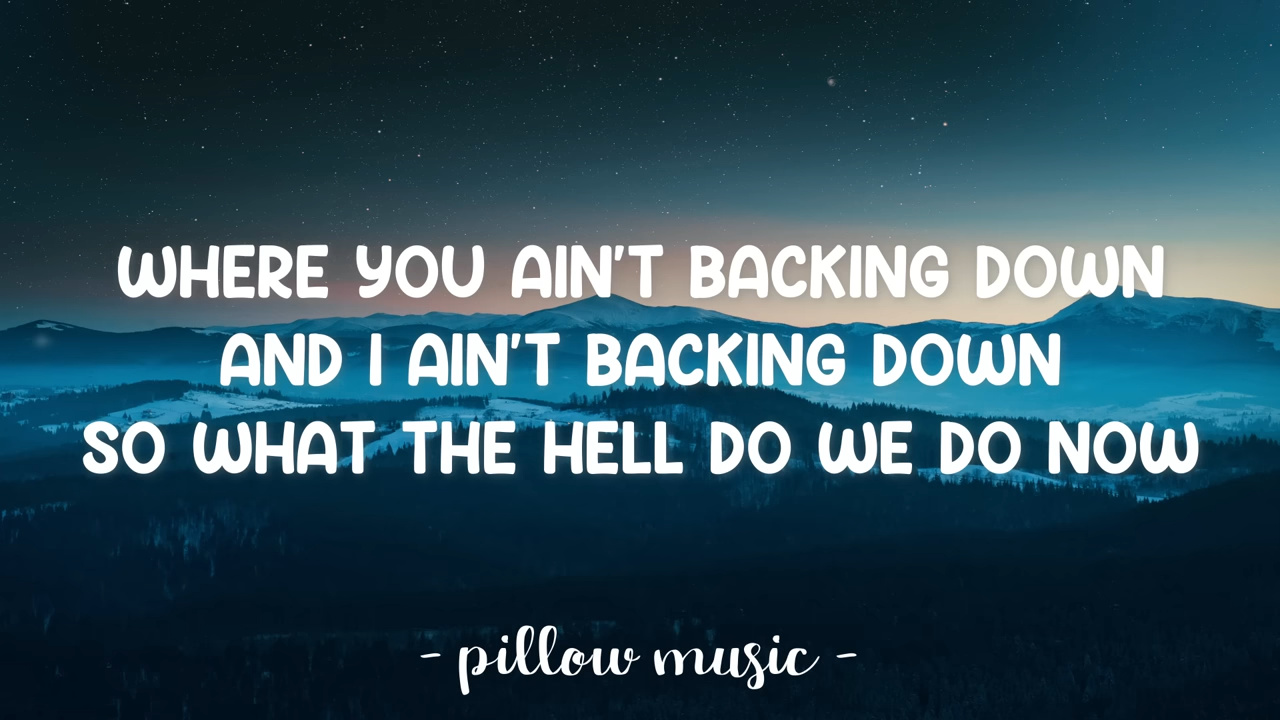 WHERE YOU AIN'T BACKING DOWN
AND I AIN'T BACKING DOWN
SO WHAT THE HELL DO WE DO NOW
- pillow music -